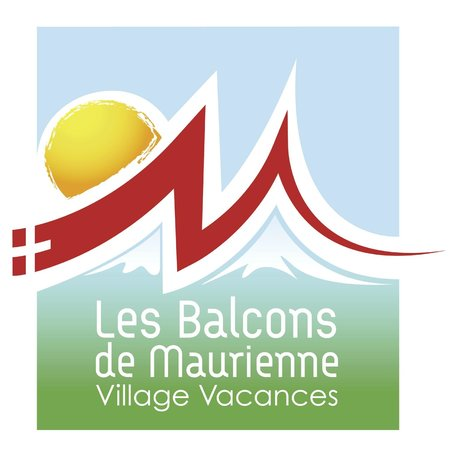 Les Balcons
de Maurienne
Village Vacances